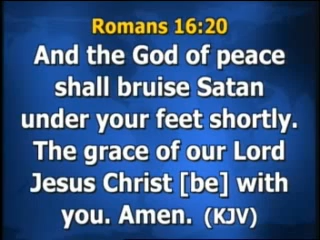 Romans 16:20
And the God of peace
shall bruise Satan
under your feet shortly.
The grace of our Lord
Jesus Christ [be] with
you. Amen. (KJV)